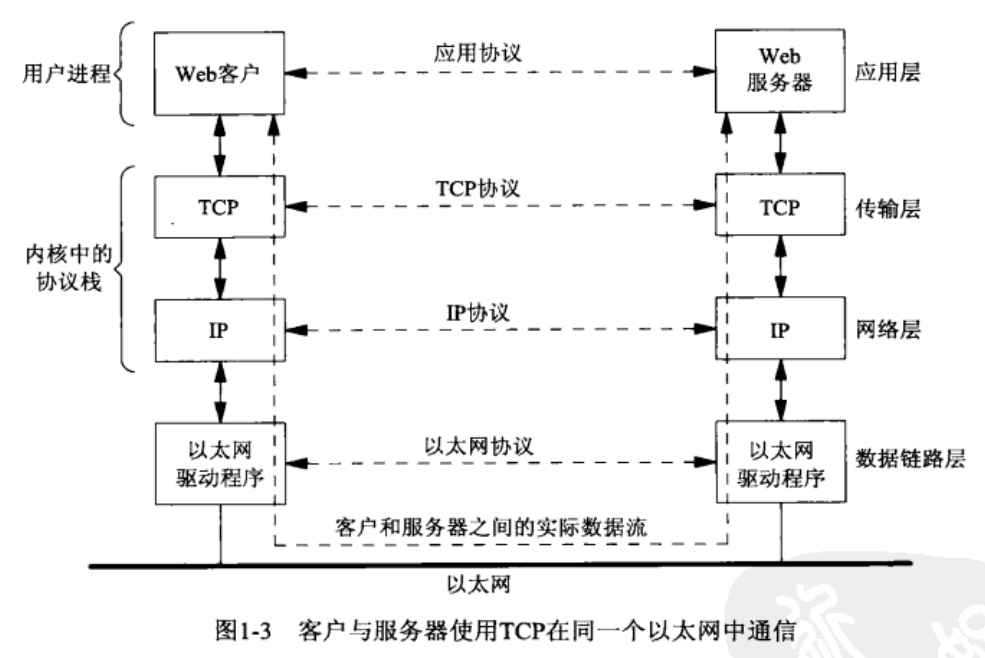 用户进程
Web客户
应用协议
Web
服务器
应用层
TCP
TCP协议
TCP
传输层
内核中的
协议栈
IP
IP协议
IP
网络层
以太网
驱动程序
以太网协议
以太网
驱动程序
数据链路层
客户和服务器之间的实际数据流
以太网
图1-3 客户与服务器使用TCP在同一个以太网中通信